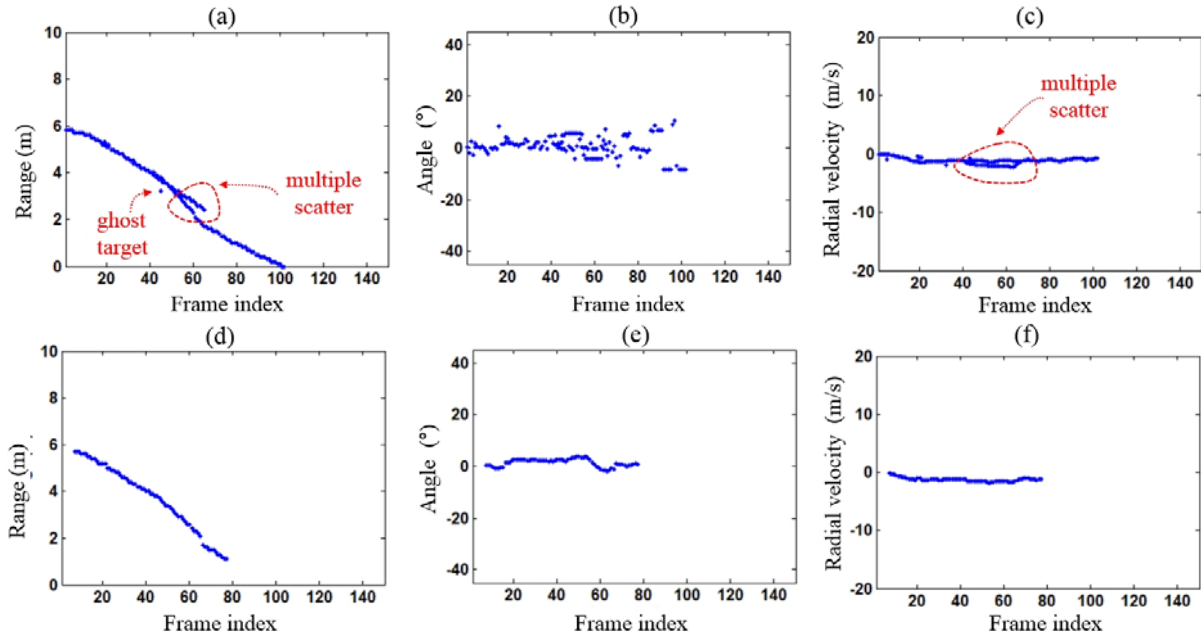 (a)
10
8
6
4
2
0
Range (m)
20 40 60 80 100 120 140
Frame index
ghost
target
multiple
scatter
(b)
40
20
0
-20
-40
Angle (°)
20 40 60 80 100 120 140
Frame index
(c)
20
10
0
-10
-20
Radial velocity (m/s)
20 40 60 80 100 120 140
Frame index
multiple
scatter
(d)
10
8
6
4
2
0
Range (m)
20 40 60 80 100 120 140
Frame index
(e)
40
20
0
-20
-40
Angle (°)
20 40 60 80 100 120 140
Frame index
(f)
20
10
0
-10
-20
Radial velocity (m/s)
20 40 60 80 100 120 140
Frame index